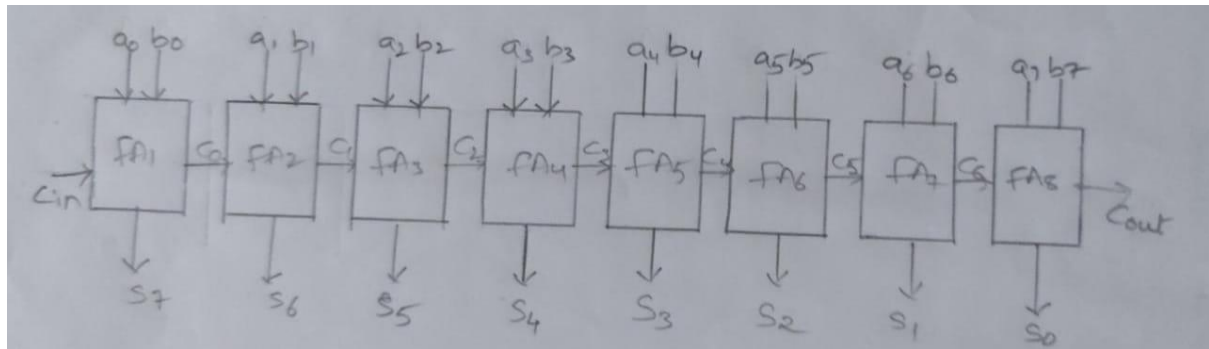 a0 b0 a1 b1 a2 b2 a3 b3 a4 b4 a5 b5 a6 b6 a7 b7
Cin FA1 C0 FA2 C1 FA3 C2 FA4 C3 FA5 C4 FA6 C5 FA7 C6 FA8 Cout
S7 S6 S5 S4 S3 S2 S1 S0